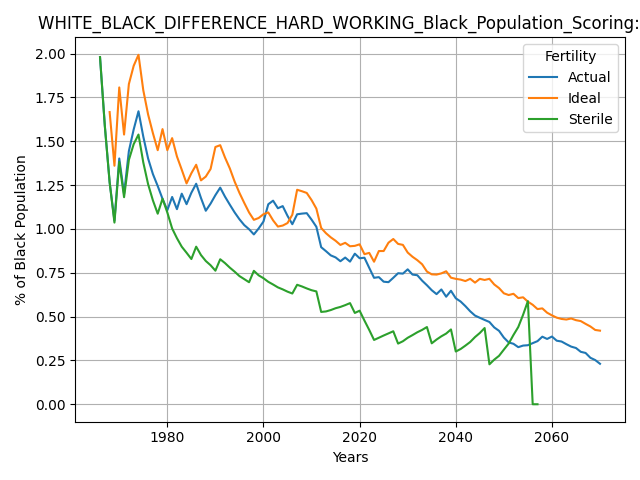 WHITE_BLACK_DIFFERENCE_HARD_WORKING_Black_Population_Scoring:
Fertility
Actual
Ideal
Sterile
% of Black Population
2.00
1.75
1.50
1.25
1.00
0.75
0.50
0.25
0.00
1980
2000
2020
2040
2060
Years